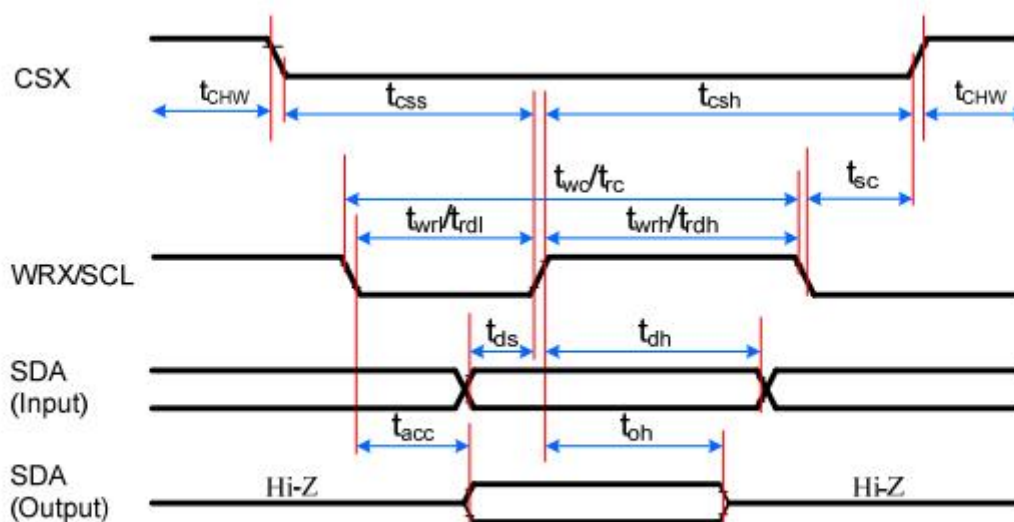 CSX
tCHW
tcss
tcsh
tCHW
twc/trc
tsc
twrl/trdl
twrh/trdh
WRX/SCL
tds
tdh
SDA
(Input)
tacc
toh
SDA
(Output)
Hi-Z
Hi-Z